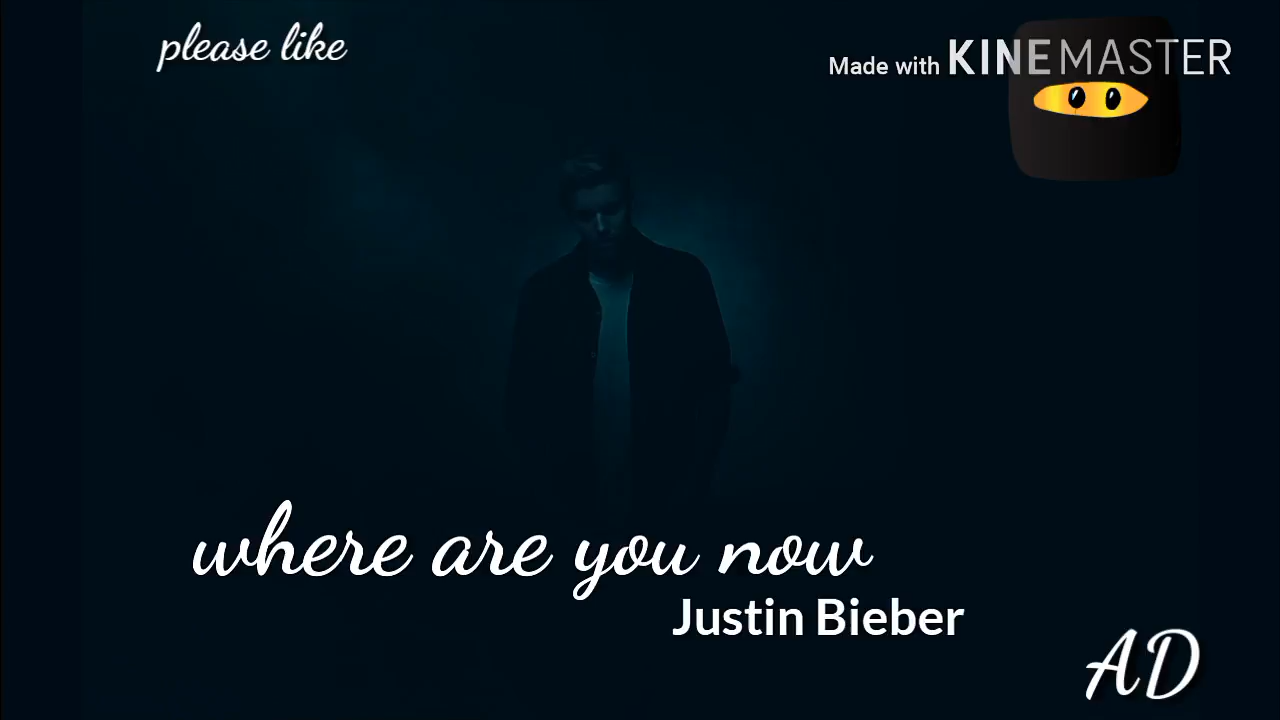 please like
Made with KINEMASTER
where are you now
Justin Bieber
AD